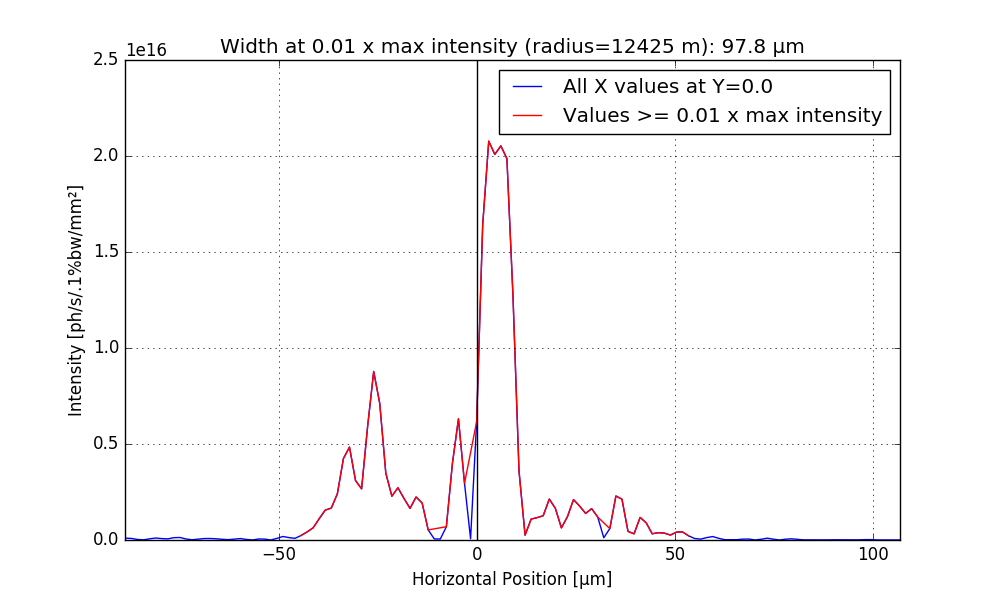 Width at 0.01 x max intensity (radius=12425 m): 97.8 µm
1e16
2.5
2.0
1.5
1.0
0.5
0.0
Intensity [ph/s/.1%bw/mm²]
All X values at Y=0.0
Values >= 0.01 x max intensity
−50
0
50
100
Horizontal Position [µm]